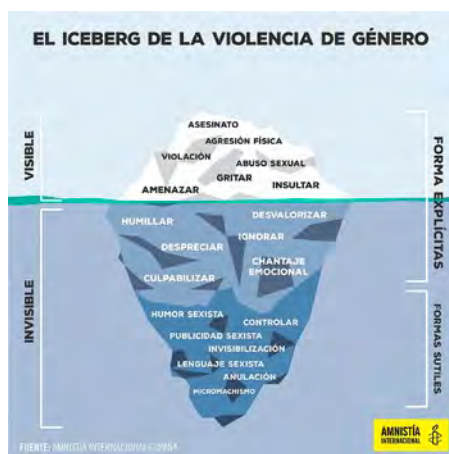 EL ICEBERG DE LA VIOLENCIA DE GÉNERO
VISIBLE
ASESINATO
AGRESIÓN FÍSICA
VIOLACIÓN
ABUSO SEXUAL
GRITAR
AMENAZAR
INSULTAR
FORMA EXPLÍCITAS
INVISIBLE
HUMILLAR
DESVALORIZAR
IGNORAR
DESPRECIAR
CHANTAJE
EMOCIONAL
CULPABILIZAR
HUMOR SEXISTA
CONTROLAR
PUBLICIDAD SEXISTA
INVISIBILIZACIÓN
LENGUAJE SEXISTA
ANULACIÓN
MICROMACHISMO
FORMAS SUTILES
AMNISTÍA
INTERNACIONAL
FUENTE: AMNISTÍA INTERNACIONAL ESPAÑA